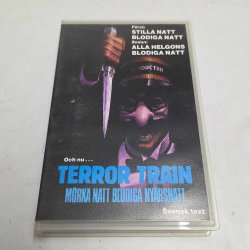 Först:
STILLA NATT
BLODIGA NATT
Sedan:
ALLA HELGONS
BLODIGA NATT
DUCTOR
Och nu...
TERROR TRAIN
MÖRKA NATT BLODIGA NYÅRSNATT
Svensk text